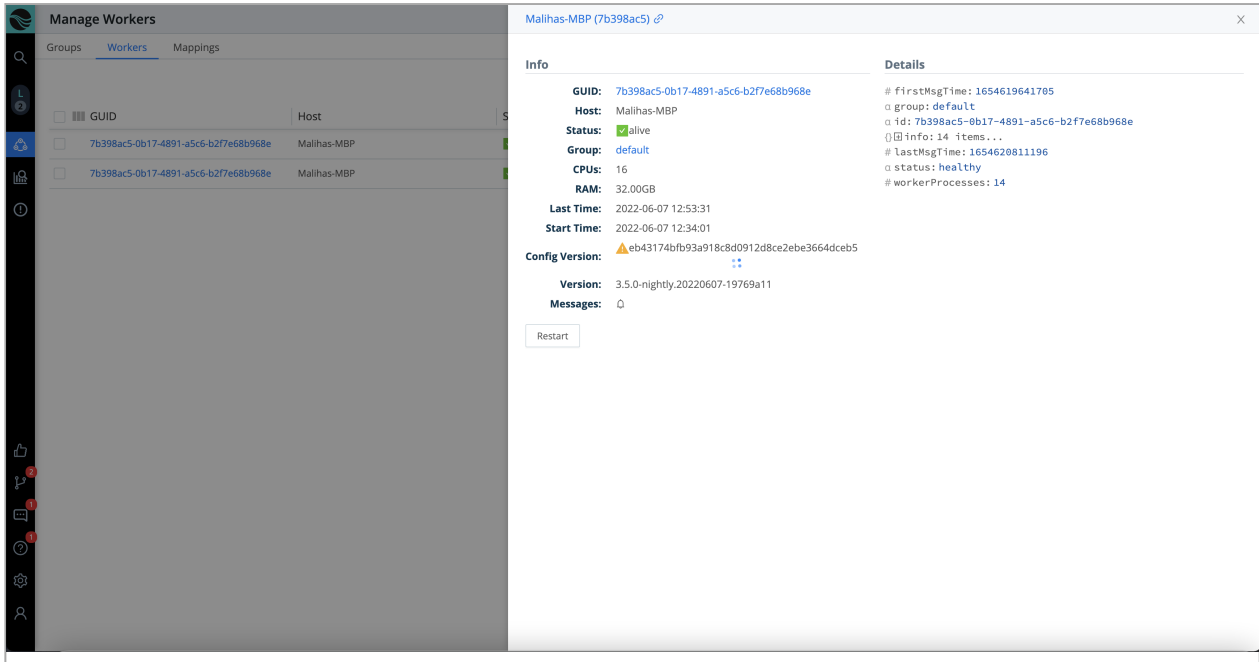 Manage Workers
Groups Workers Mappings
GUID Host S
7b398ac5-0b17-4891-a5c6-b2f7e68b968e Malihas-MBP
7b398ac5-0b17-4891-a5c6-b2f7e68b968e Malihas-MBP
L
2
2
1
1
Malihas-MBP (7b398ac5)
Info
GUID: 7b398ac5-0b17-4891-a5c6-b2f7e68b968e
Host: Malihas-MBP
Status: alive
Group: default
CPUs: 16
RAM: 32.00GB
Last Time: 2022-06-07 12:53:31
Start Time: 2022-06-07 12:34:01
Config Version: eb43174bfb93a918c8d0912d8ce2ebe3664dceb5
Version: 3.5.0-nightly.20220607-19769a11
Messages:
Restart
Details
# firstMsgTime: 1654619641705
α group: default
α id: 7b398ac5-0b17-4891-a5c6-b2f7e68b968e
{} info: 14 items...
# lastMsgTime: 1654620811196
α status: healthy
# workerProcesses: 14